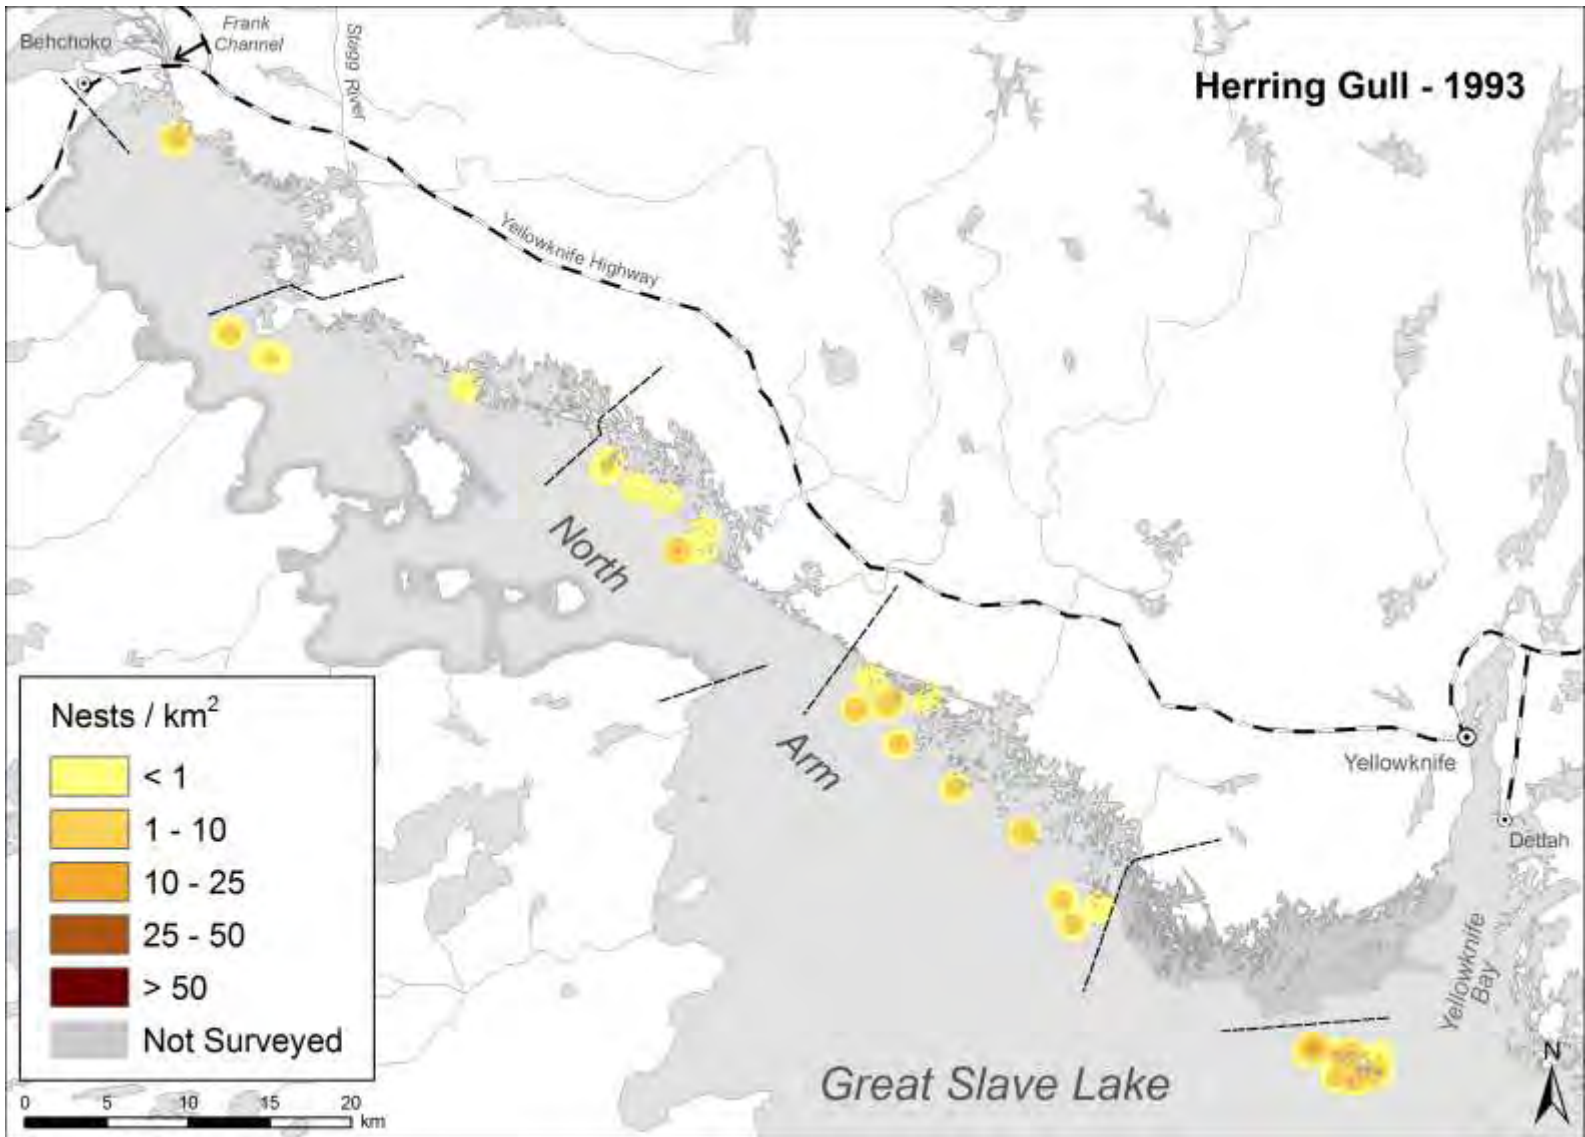 Behchoko
Frank
Channel
Stagg River
Herring Gull - 1993
Yellowknife Highway
North
Arm
Yellowknife
Dettah
Yellowknife
Bay
Great Slave Lake
N
Nests / km²
< 1
1 - 10
10 - 25
25 - 50
> 50
Not Surveyed
0 5 10 15 20
km